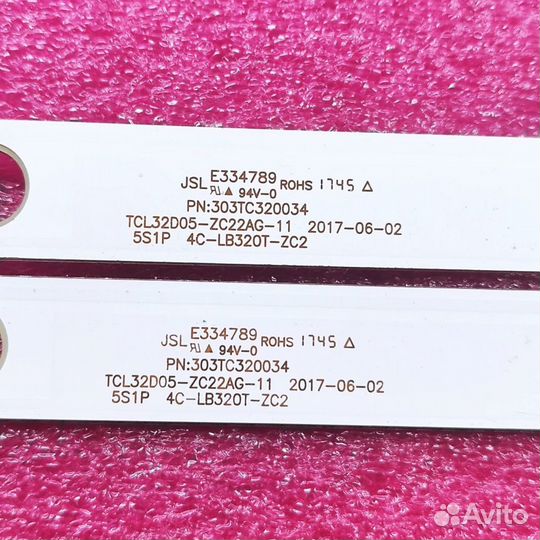 E334789
JSL ROHS 1745 Δ
94V-0
PN:303TC320034
TCL32D05-ZC22AG-11 2017-06-02
5S1P 4C-LB320T-ZC2
E334789
JSL ROHS 1745 Δ
94V-0
PN:303TC320034
TCL32D05-ZC22AG-11 2017-06-02
5S1P 4C-LB320T-ZC2
Avito